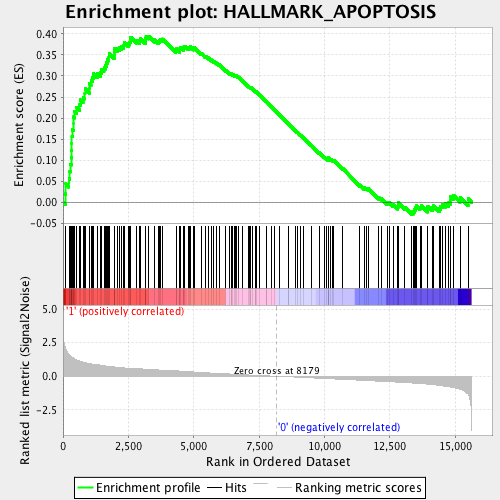 Enrichment plot: HALLMARK_APOPTOSIS
Enrichment score (ES)
0.40
0.35
0.30
0.25
0.20
0.15
0.10
0.05
0.00
-0.05
'1' (positively correlated)
Ranked list metric (Signal2Noise)
5.0
2.5
0.0
-2.5
Zero cross at 8179
'0' (negatively correlated)
0
2,500
5,000
7,500
10,000
12,500
15,000
Rank in Ordered Dataset
Enrichment profile
Hits
Ranking metric scores